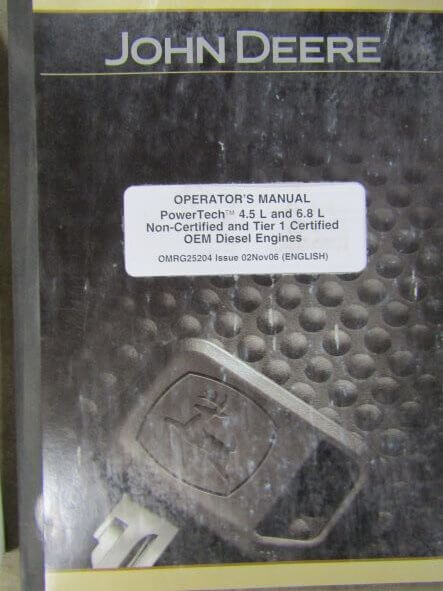 JOHN DEERE
OPERATOR'S MANUAL
PowerTech™ 4.5 L and 6.8 L
Non-Certified and Tier 1 Certified
OEM Diesel Engines
OMRG25204 Issue 02Nov06 (ENGLISH)